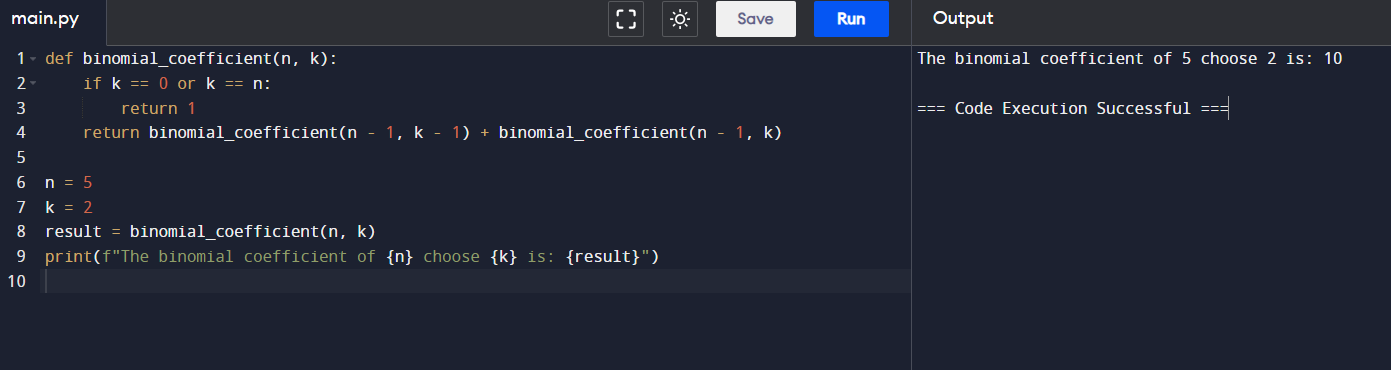 main.py
Save
Run
Output
1 def binomial_coefficient(n, k):
2     if k == 0 or k == n:
3         return 1
4     return binomial_coefficient(n - 1, k - 1) + binomial_coefficient(n - 1, k)
5
6 n = 5
7 k = 2
8 result = binomial_coefficient(n, k)
9 print(f"The binomial coefficient of {n} choose {k} is: {result}")
10
The binomial coefficient of 5 choose 2 is: 10
=== Code Execution Successful ===